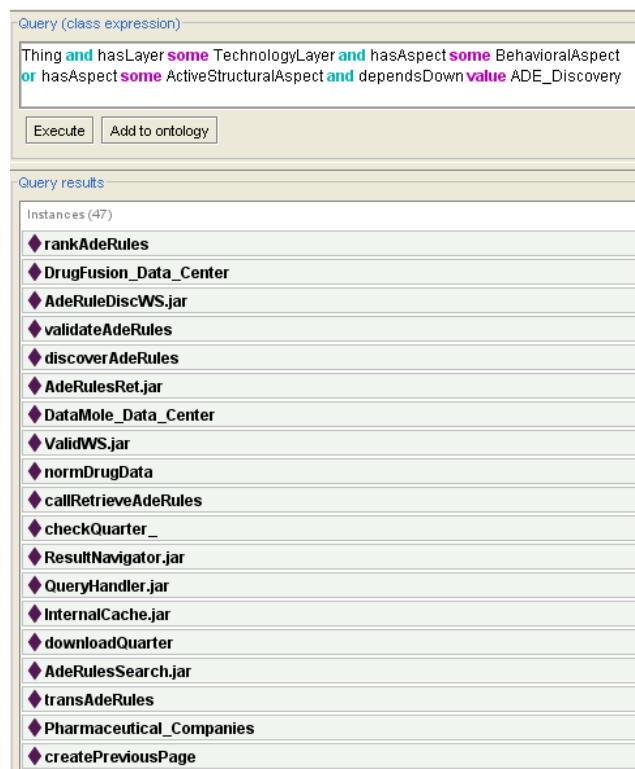 Query (class expression)
Thing and hasLayer some TechnologyLayer and hasAspect some BehavioralAspect
or hasAspect some ActiveStructuralAspect and dependsDown value ADE_Discovery
Execute Add to ontology
Query results
Instances (47)
rankAdeRules
DrugFusion_Data_Center
AdeRuleDiscWS.jar
validateAdeRules
discoverAdeRules
AdeRulesRet.jar
DataMole_Data_Center
ValidWS.jar
normDrugData
callRetrieveAdeRules
checkQuarter_
ResultNavigator.jar
QueryHandler.jar
InternalCache.jar
downloadQuarter
AdeRulesSearch.jar
transAdeRules
Pharmaceutical_Companies
createPreviousPage